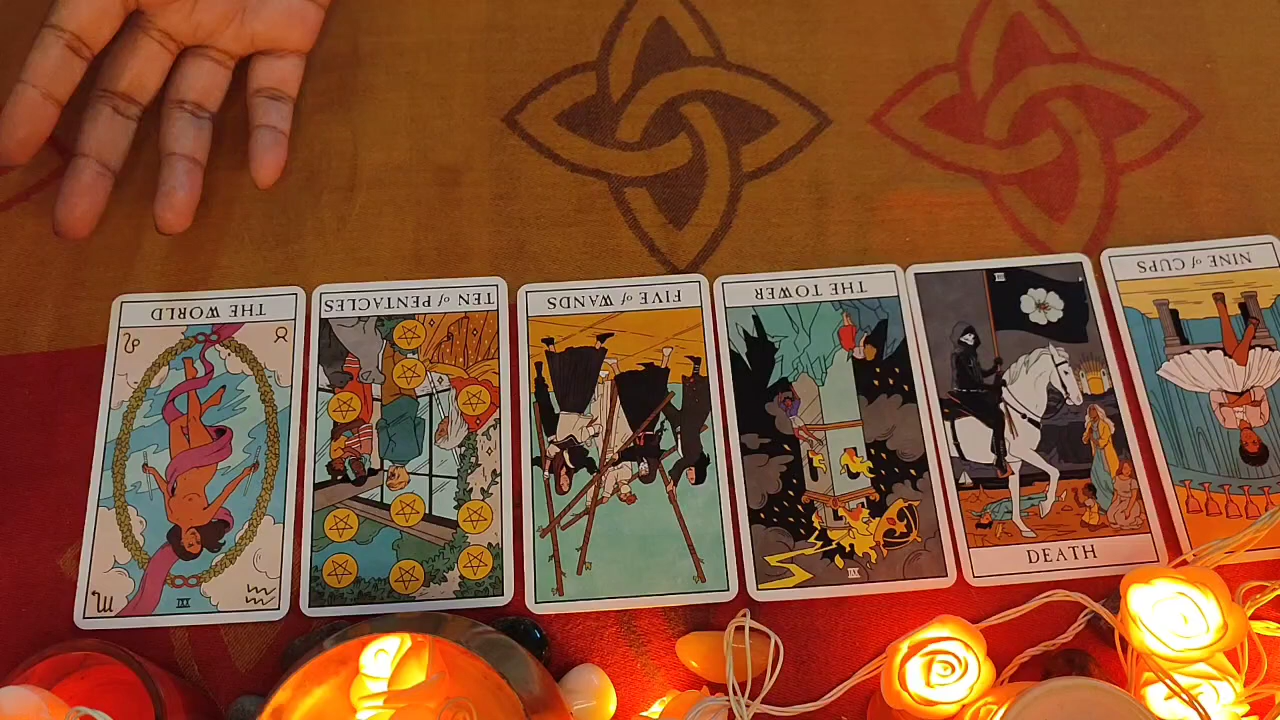 THE WORLD
TEN of PENTACLES
FIVE of WANDS
THE TOWER
DEATH
NINE of CUPS